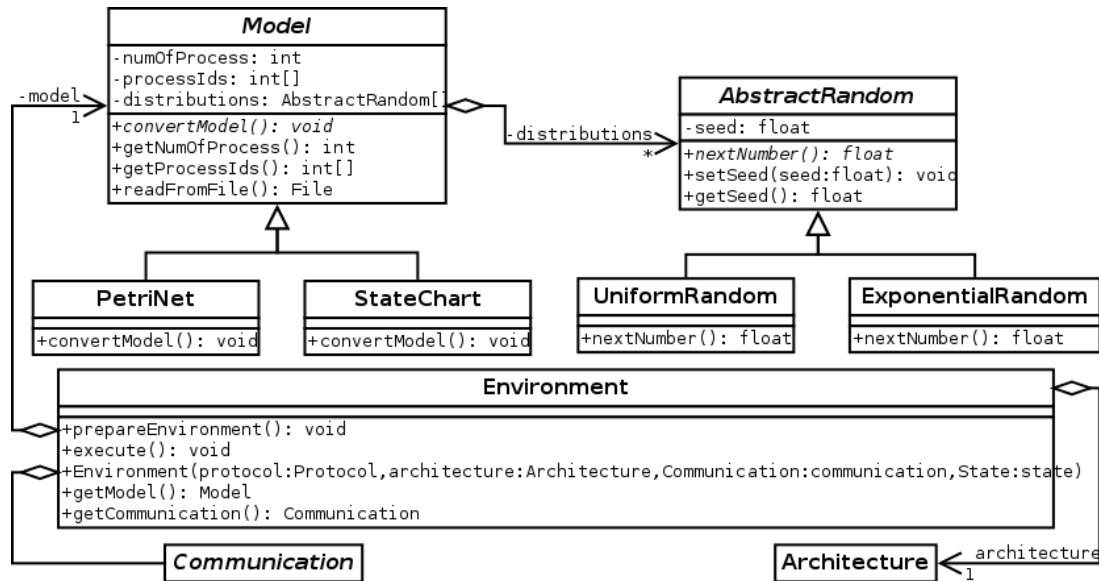 Model
-numOfProcess: int
-processIds: int[]
-distributions: AbstractRandom[]
+convertModel(): void
+getNumOfProcess(): int
+getProcessIds(): int[]
+readFromFile(): File
-model
1
-distributions
*
AbstractRandom
-seed: float
+nextNumber(): float
+setSeed(seed:float): void
+getSeed(): float
PetriNet
+convertModel(): void
StateChart
+convertModel(): void
UniformRandom
+nextNumber(): float
ExponentialRandom
+nextNumber(): float
Environment
+prepareEnvironment(): void
+execute(): void
+Environment(protocol:Protocol,architecture:Architecture,Communication:communication,State:state)
+getModel(): Model
+getCommunication(): Communication
Communication
Architecture
architecture
1